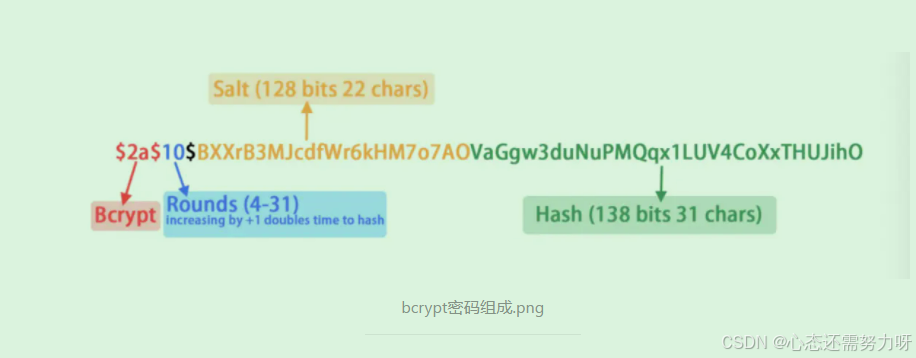 Salt (128 bits 22 chars)
$2a$10$BXXrB3MJcdfWr6kHM7o7AOVaGgw3duNuPMQqx1LUV4CoXxTHUJihO
Bcrypt
Rounds (4-31)
increasing by +1 doubles time to hash
Hash (138 bits 31 chars)
bcrypt密码组成.png
CSDN @心态还需努力呀